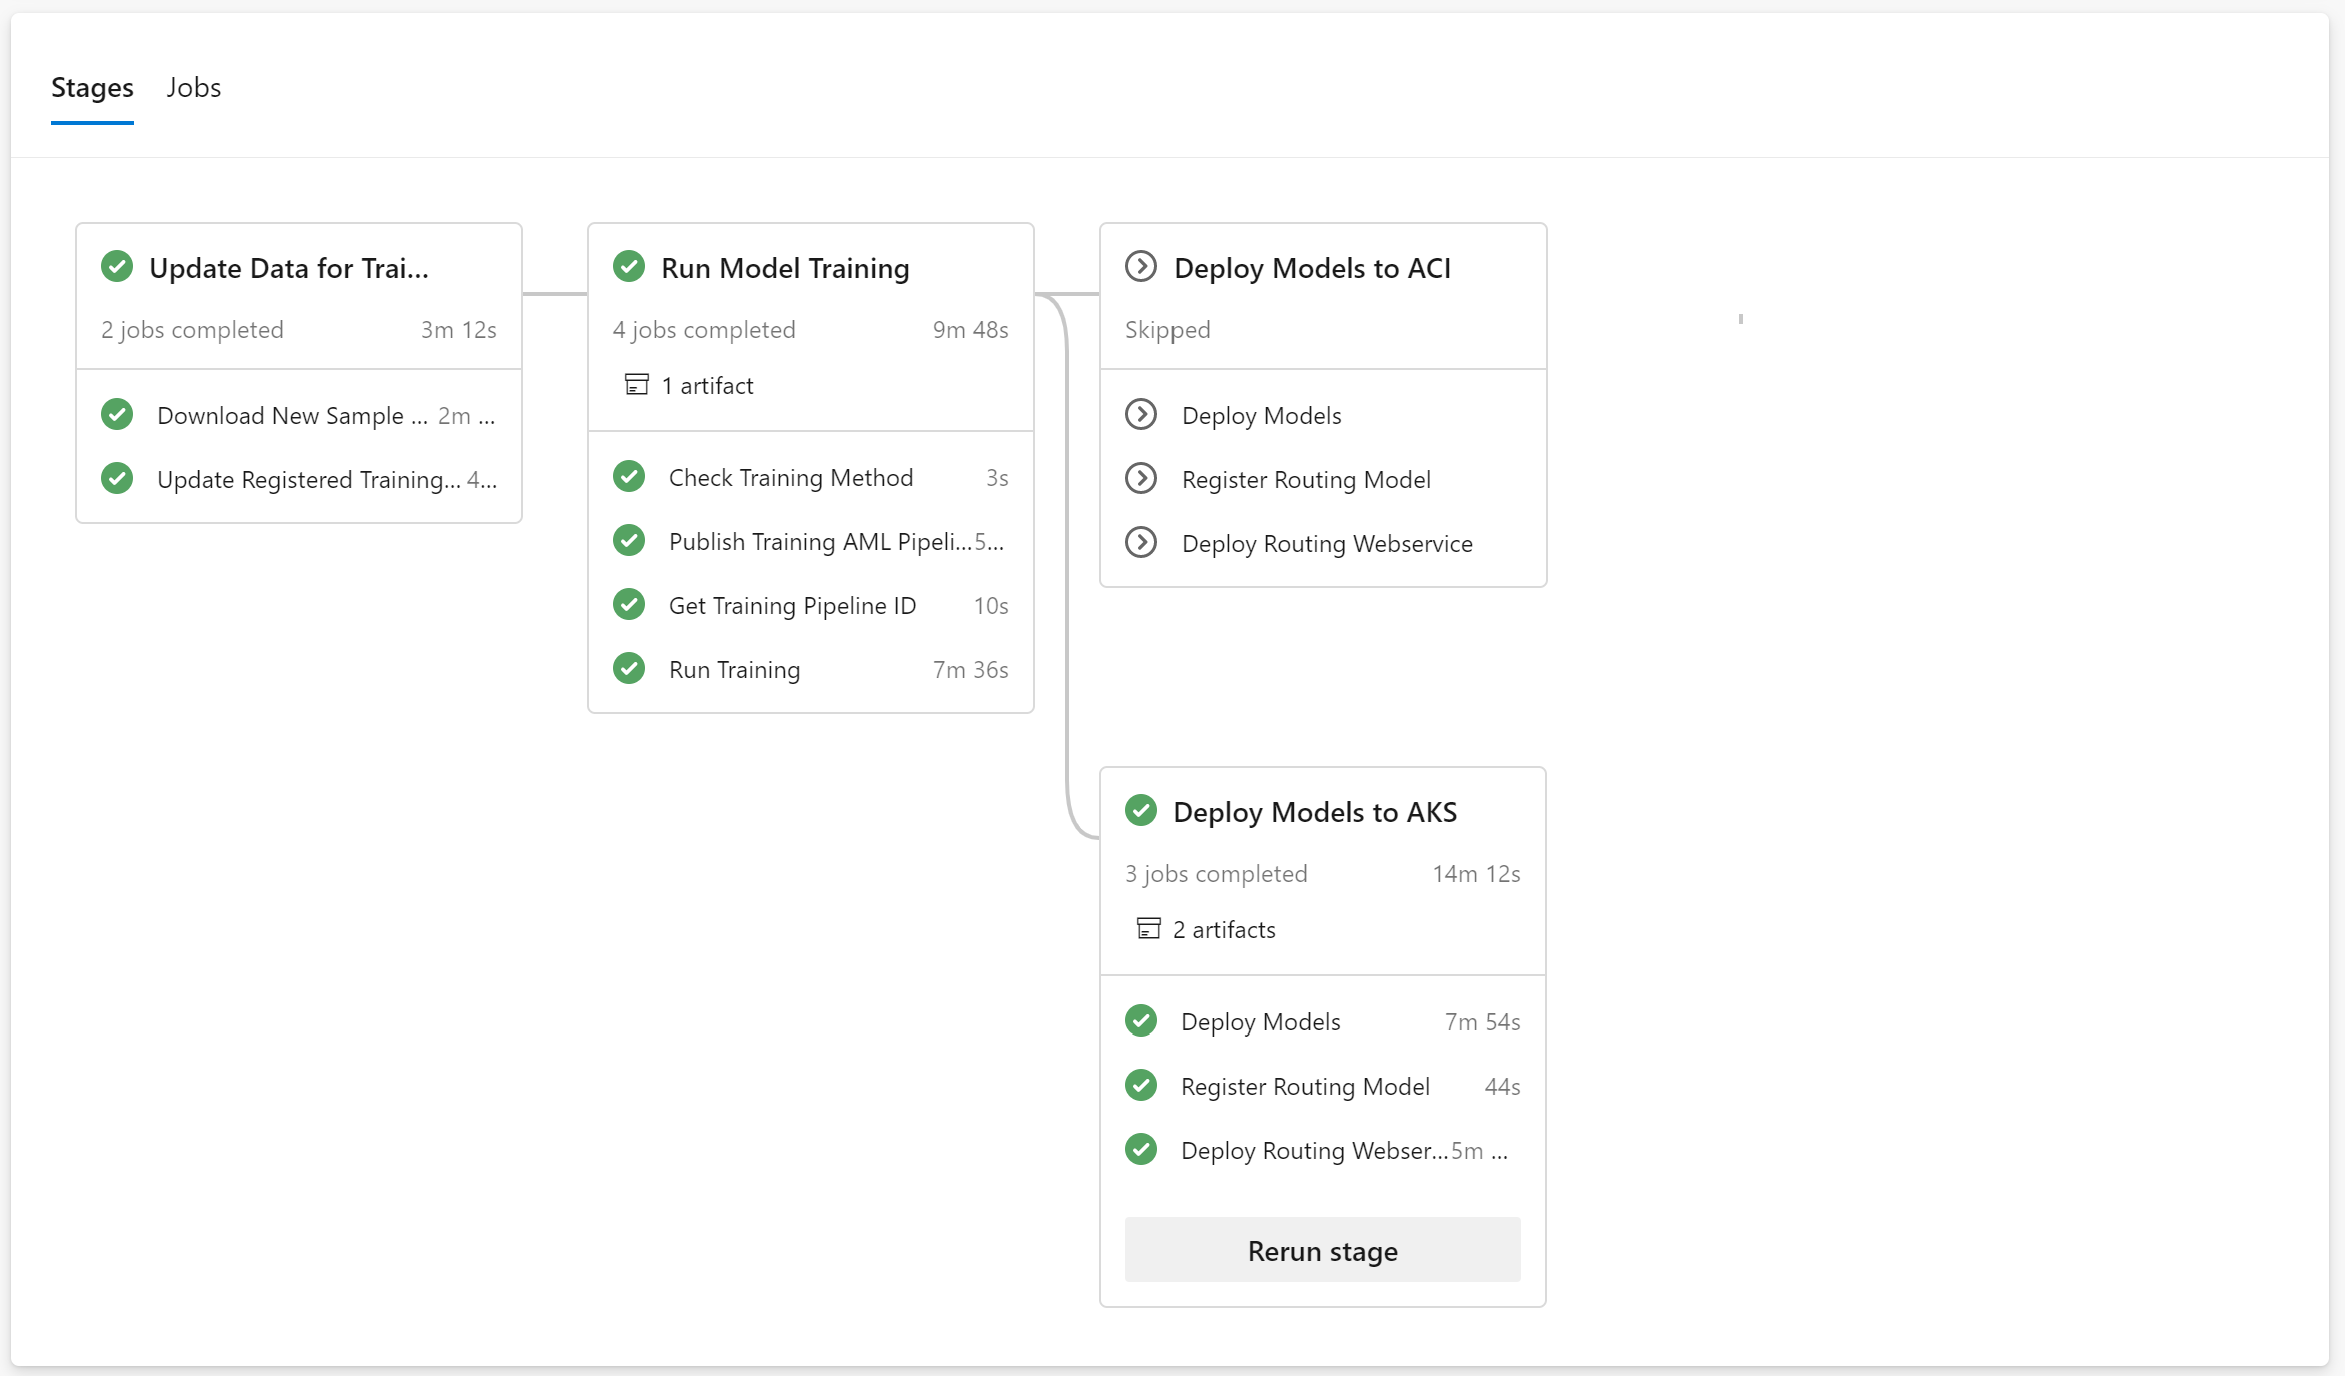 Stages Jobs
Update Data for Trai...
2 jobs completed 3m 12s
Download New Sample ... 2m ...
Update Registered Training... 4...
Run Model Training
4 jobs completed 9m 48s
1 artifact
Check Training Method 3s
Publish Training AML Pipeli... 5...
Get Training Pipeline ID 10s
Run Training 7m 36s
Deploy Models to ACI
Skipped
Deploy Models
Register Routing Model
Deploy Routing Webservice
Deploy Models to AKS
3 jobs completed 14m 12s
2 artifacts
Deploy Models 7m 54s
Register Routing Model 44s
Deploy Routing Webser... 5m ...
Rerun stage